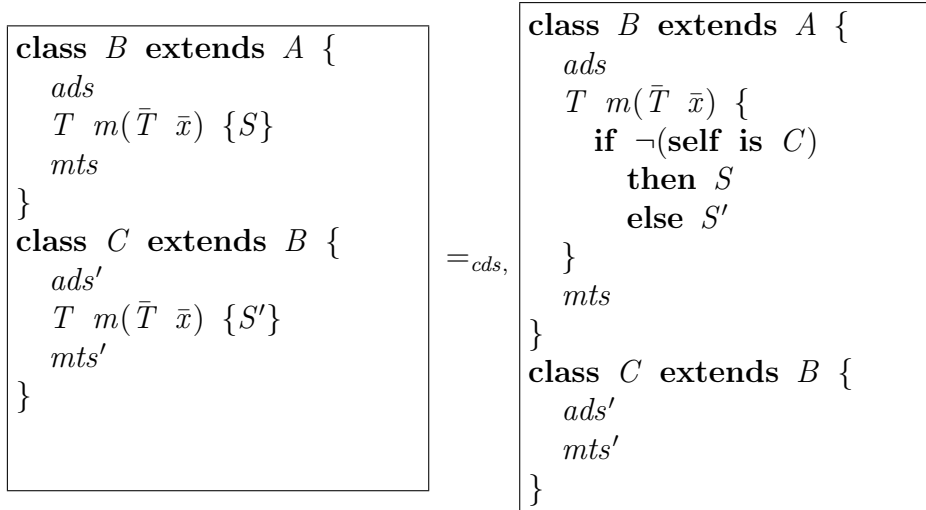 class B extends A {
ads
T m(T̄ x̄) {S}
mts
}
class C extends B {
ads′
T m(T̄ x̄) {S′}
mts′
}
=cds,
class B extends A {
ads
T m(T̄ x̄) {
if ¬(self is C)
then S
else S′
}
mts
}
class C extends B {
ads′
mts′
}